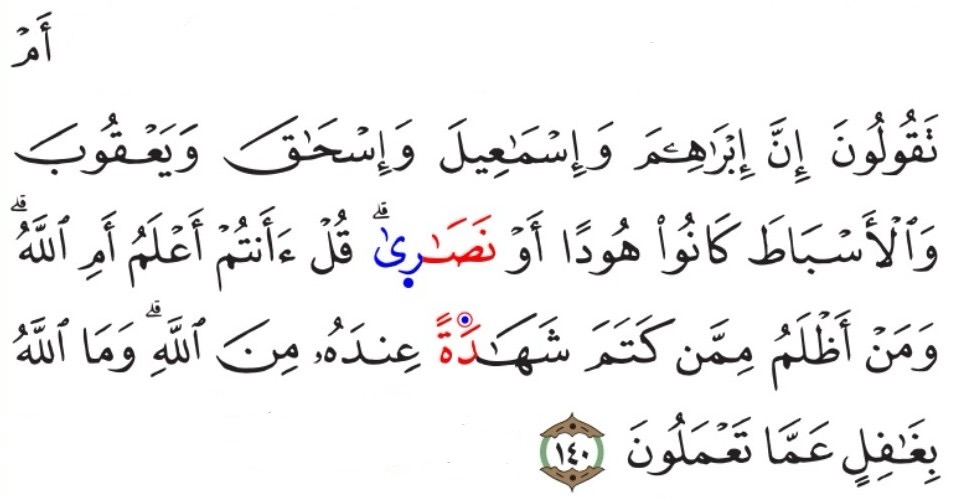 أَمۡ
تَقُولُونَ إِنَّ إِبۡرَٰهِـۧمَ وَإِسۡمَٰعِيلَ وَإِسۡحَٰقَ وَيَعۡقُوبَ
وَٱلۡأَسۡبَاطَ كَانُواْ هُودًا أَوۡ نَصَٰرٜىٰۗ قُلۡ ءَأَنتُمۡ أَعۡلَمُ أَمِ ٱللَّهُۗ
وَمَنۡ أَظۡلَمُ مِمَّن كَتَمَ شَهَٰدَةً عِندَهُۥ مِنَ ٱللَّهِۗ وَمَا ٱللَّهُ
بِغَٰفِلٍ عَمَّا تَعۡمَلُونَ ١٤٠